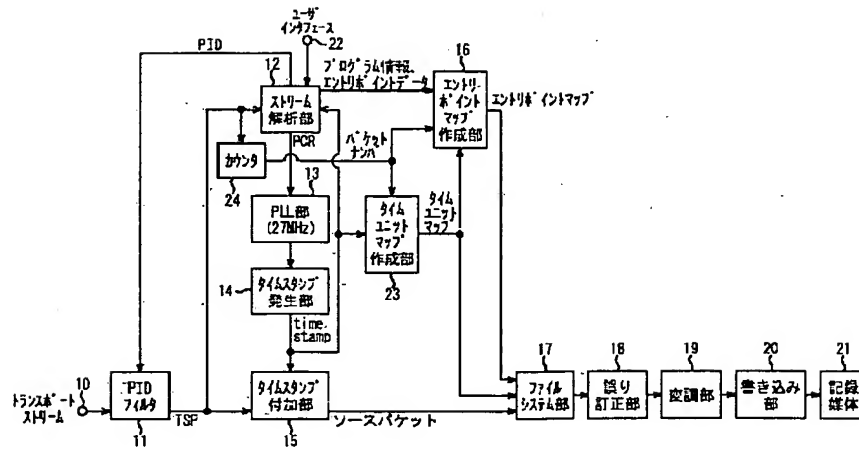 ユーザ
インタフェース
22
PID
12
ストリーム
解析部
プログラム情報、
エントリポイントデータ
16
エントリ
ポイント
マップ
作成部
エントリポイントマップ
カウンタ
24
PCR
パケット
ナンバ
13
PLL部
(27MHz)
タイム
ユニット
マップ
作成部
23
タイム
ユニット
マップ
14
タイムスタンプ
発生部
time.
stamp
トランスポート
ストリーム
10
PID
フィルタ
11
TSP
タイムスタンプ
付加部
15
ソースパケット
17
ファイル
システム部
18
誤り
訂正部
19
変調部
20
書き込み
部
21
記録
媒体